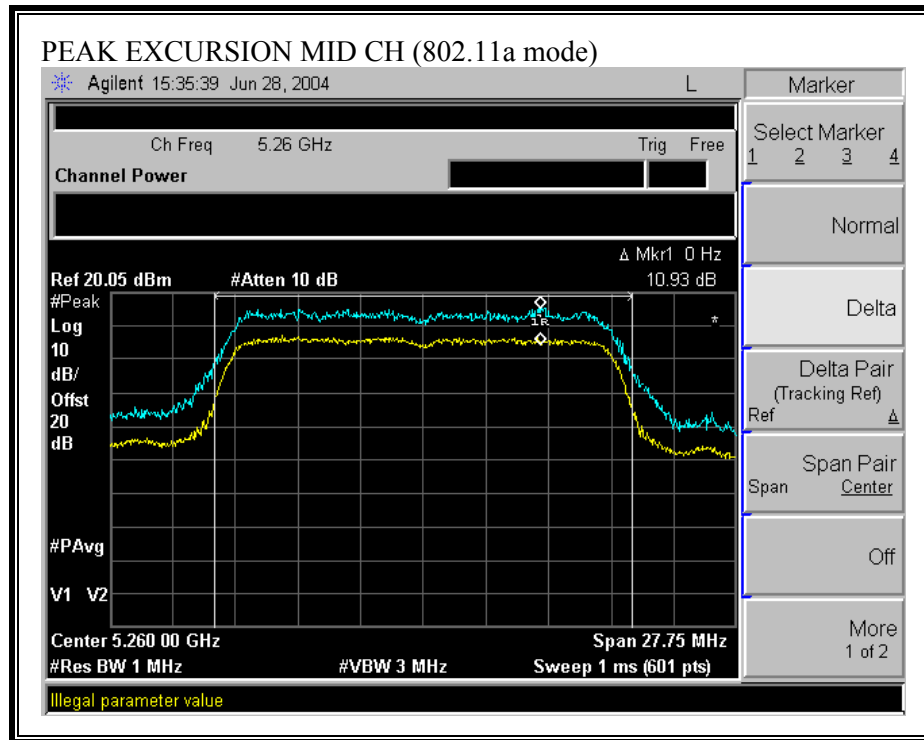 PEAK EXCURSION MID CH (802.11a mode)
Agilent 15:35:39 Jun 28, 2004 L
Marker
Ch Freq 5.26 GHz Trig Free
Channel Power
Select Marker
1 2 3 4
Normal
Δ Mkr1 0 Hz
Ref 20.05 dBm #Atten 10 dB 10.93 dB
#Peak
Log
10
dB/
Offst
20
dB
1R
*
Delta
Delta Pair
(Tracking Ref)
Ref Δ
Span Pair
Span Center
#PAvg
Off
V1 V2
Center 5.260 00 GHz Span 27.75 MHz
#Res BW 1 MHz #VBW 3 MHz Sweep 1 ms (601 pts)
More
1 of 2
Illegal parameter value